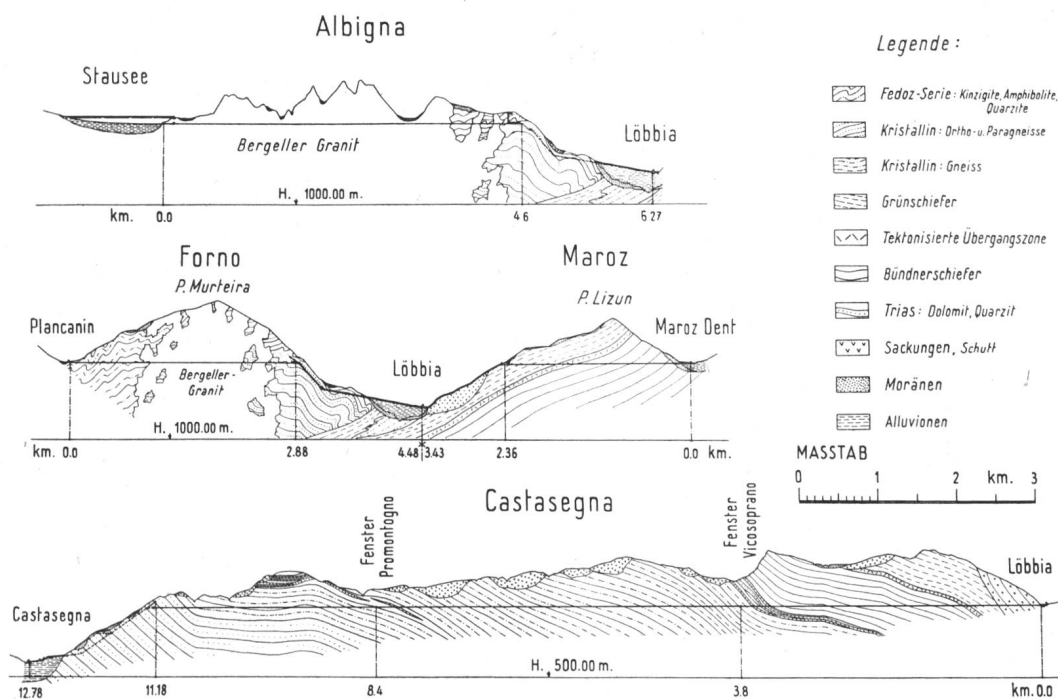 Albigna
Stausee
Löbbia
Bergeller Granit
H. 1000.00 m.
km. 0.0 4.6 6.27
Forno
P. Murteira
Plancanin
Bergeller-
Granit
Löbbia
H. 1000.00 m.
km. 0.0 2.88 4.48 3.43 2.36 0.0 km.
Maroz
P. Lizun
Maroz Dent
Legende:
Fedoz-Serie: Kinzigite, Amphibolite,
Quarzite
Kristallin: Ortho-u. Paragneisse
Kristallin: Gneiss
Grünschiefer
Tektonisierte Übergangszone
Bündnerschiefer
Trias: Dolomit, Quarzit
Sackungen, Schutt
Moränen
Alluvionen
MASSTAB
0 1 2 km. 3
Castasegna
Fenster
Promontogno
Fenster
Vicosoprano
Löbbia
Castasegna
H. 500.00 m.
12.78 11.18 8.4 3.8 km. 0.0